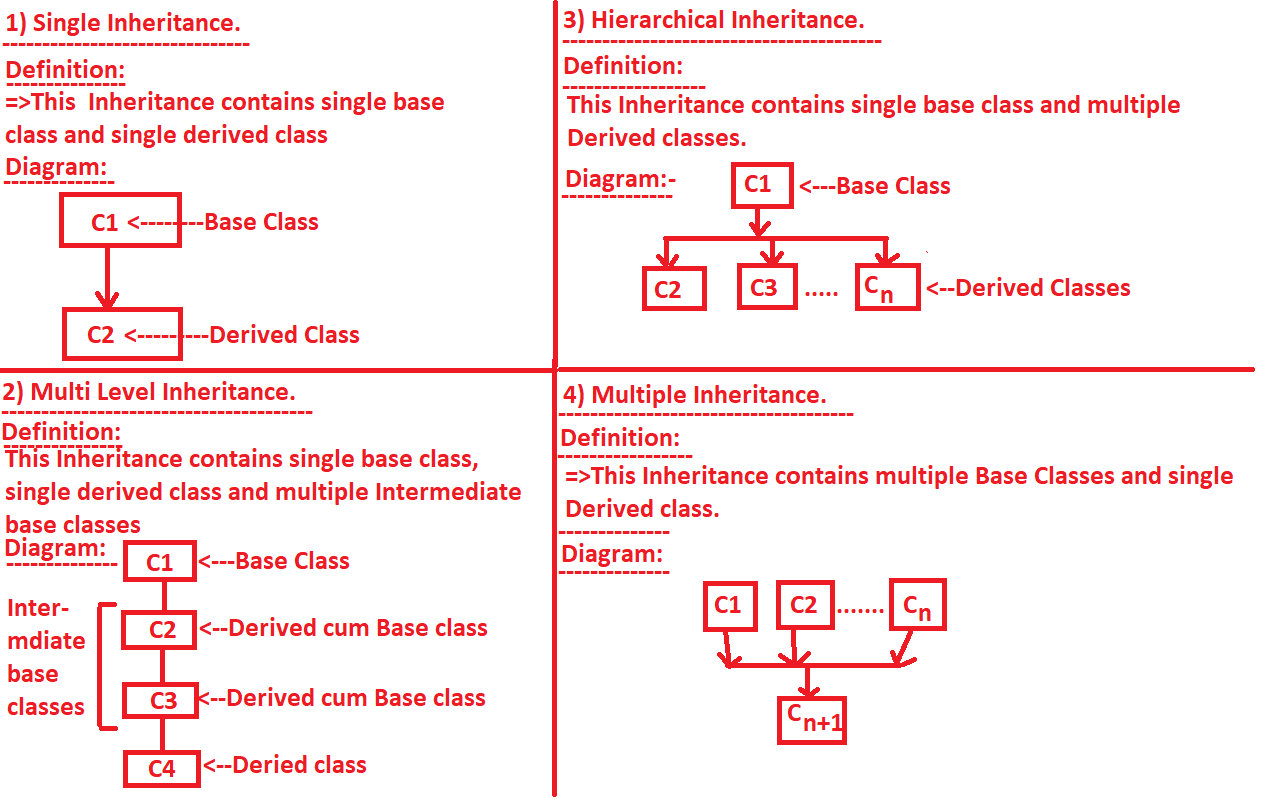 1) Single Inheritance.
-------------------------------
Definition:
---------------
=>This  Inheritance contains single base
class and single derived class
Diagram:
--------------
C1 <--------Base Class
C2 <---------Derived Class
2) Multi Level Inheritance.
---------------------------------------
Definition:
---------------
This Inheritance contains single base class,
single derived class and multiple Intermediate
base classes
Diagram:
--------------
C1 <---Base Class
Inter-
mdiate
base
classes
C2 <--Derived cum Base class
C3 <--Derived cum Base class
C4 <--Deried class
3) Hierarchical Inheritance.
----------------------------------------
Definition:
------------------
This Inheritance contains single base class and multiple
Derived classes.
Diagram:-
--------------
C1 <---Base Class
C2 C3 ..... Cn <--Derived Classes
4) Multiple Inheritance.
-------------------------------------
Definition:
-----------------
=>This Inheritance contains multiple Base Classes and single
Derived class.
--------------
Diagram:
--------------
C1 C2 ....... Cn
Cn+1